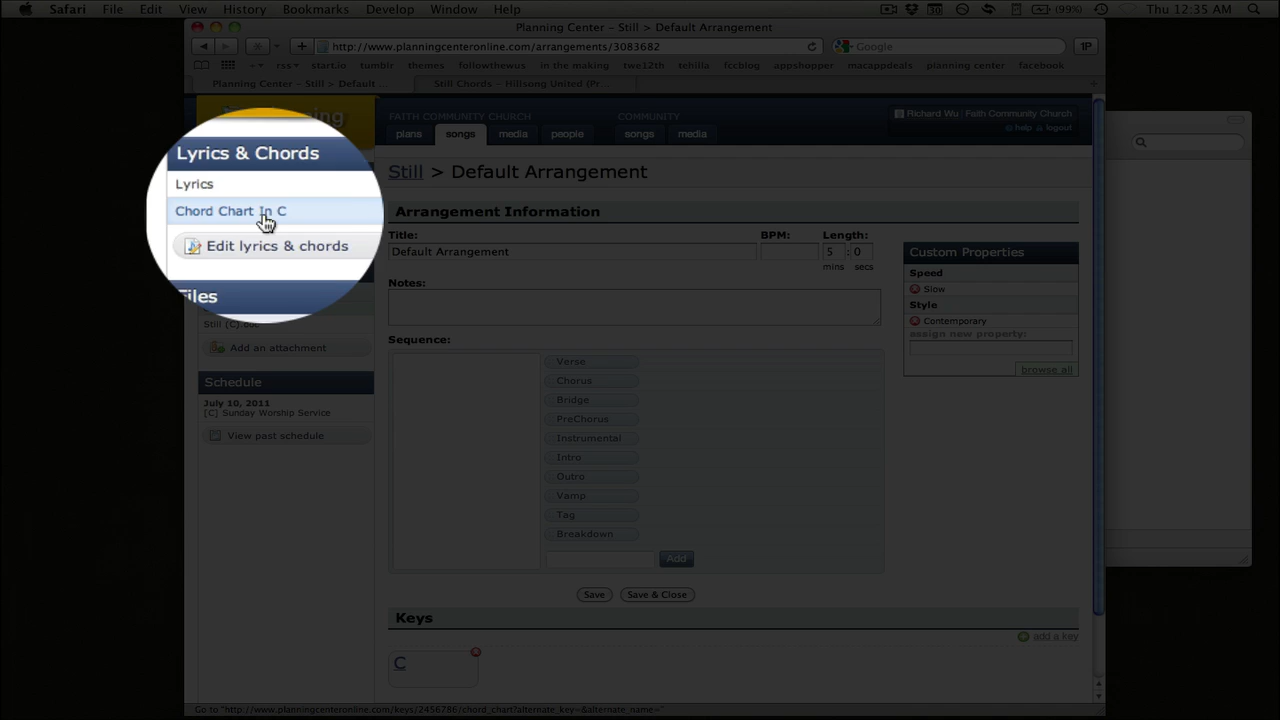 Safari File Edit View History Bookmarks Develop Window Help (99%) Thu 12:35 AM
Planning Center – Still > Default Arrangement
http://www.planningcenteronline.com/arrangements/3083682 Google 1P
rss start.io tumblr themes followthewus in the making twe12th tehilla fccblog appshopper macappdeals planning center facebook
Planning Center – Still > Default ... Still Chords – Hillsong United (Pr...
FAITH COMMUNITY CHURCH COMMUNITY
plans songs media people songs media
Richard Wu | Faith Community Church
help logout
Lyrics & Chords
Lyrics
Chord Chart In C
Edit lyrics & chords
Files
Still [C].doc
Add an attachment
Schedule
July 10, 2011
[C] Sunday Worship Service
View past schedule
Still > Default Arrangement
Arrangement Information
Title: BPM: Length:
Default Arrangement 5 : 0
mins secs
Notes:
Sequence:
Verse
Chorus
Bridge
PreChorus
Instrumental
Intro
Outro
Vamp
Tag
Breakdown
Add
Save Save & Close
Custom Properties
Speed
Slow
Style
Contemporary
assign new property:
browse all
Keys
add a key
C
Go to "http://www.planningcenteronline.com/keys/2456786/chord_chart?alternate_key=&alternate_name="